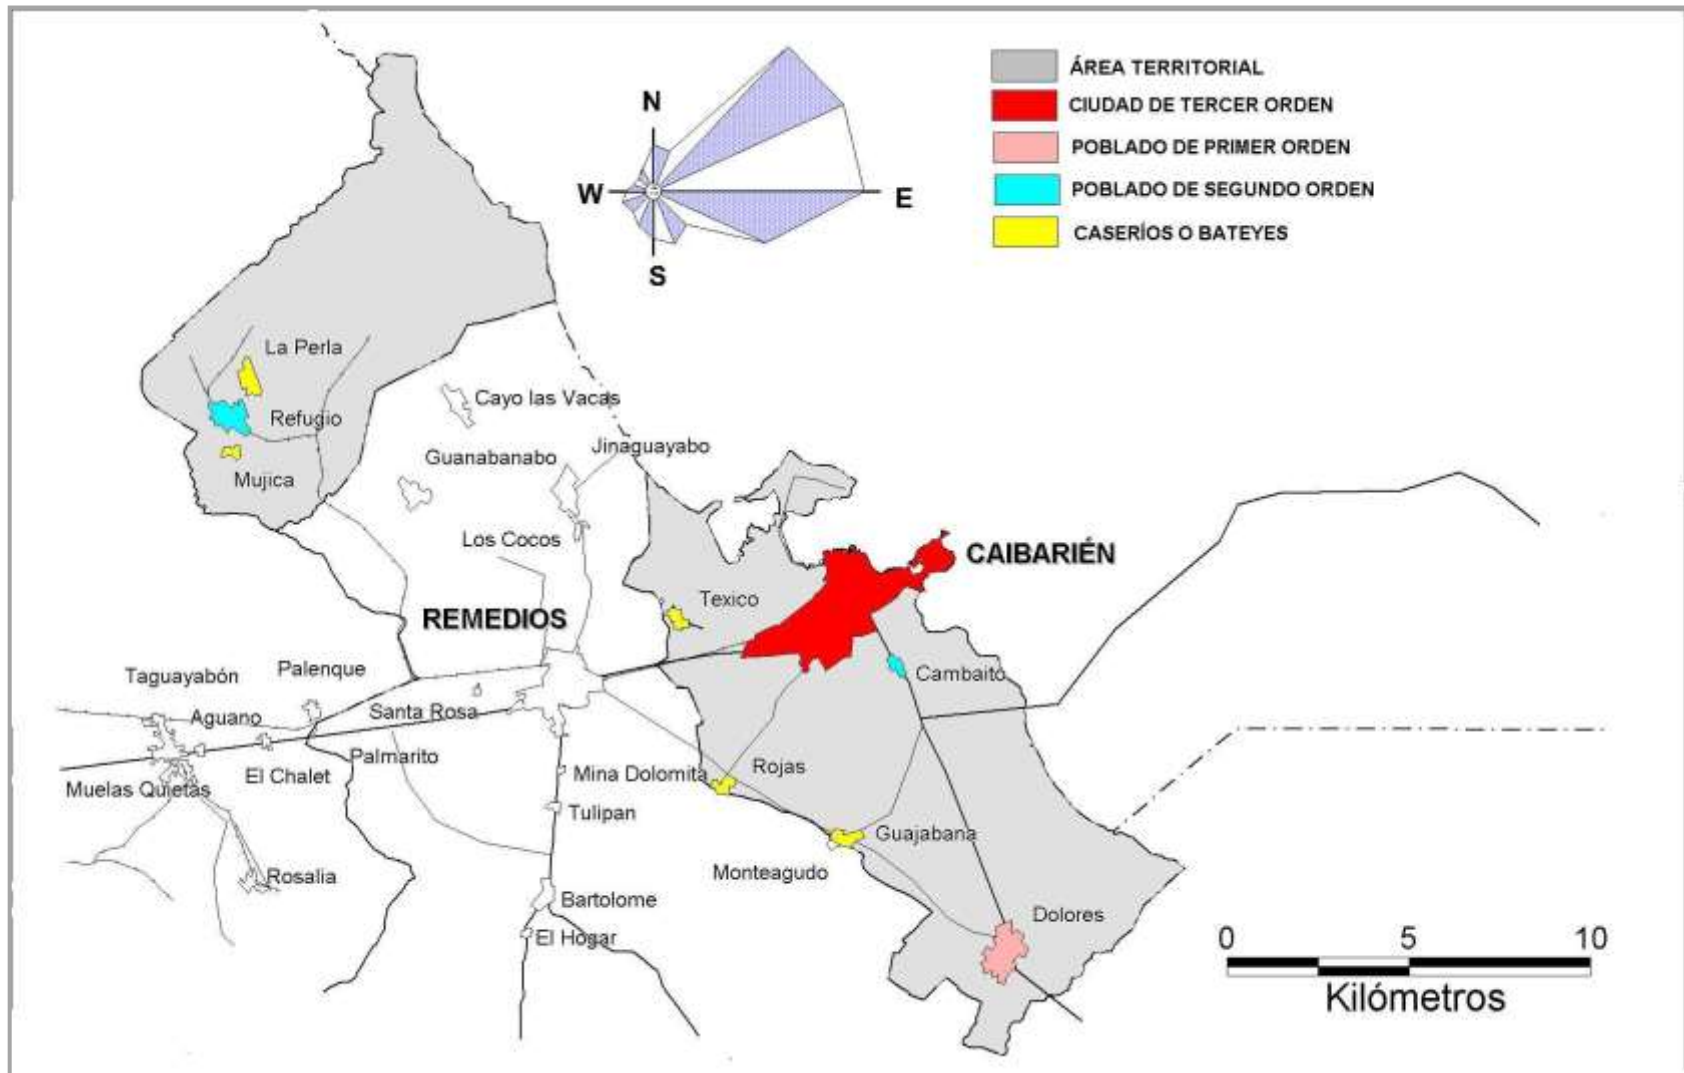 N
W
E
S
ÁREA TERRITORIAL
CIUDAD DE TERCER ORDEN
POBLADO DE PRIMER ORDEN
POBLADO DE SEGUNDO ORDEN
CASERÍOS O BATEYES
La Perla
Refugio
Mujica
Cayo las Vacas
Guanabanabo
Jinaguayabo
Los Cocos
CAIBARIÉN
Texico
REMEDIOS
Taguayabón
Palenque
Cambaito
Aguano
Santa Rosa
Palmarito
El Chalet
Mina Dolomita
Rojas
Muelas Quietas
Tulipan
Guajabana
Monteagudo
Rosalia
Bartolome
Dolores
El Hogar
0 5 10
Kilómetros